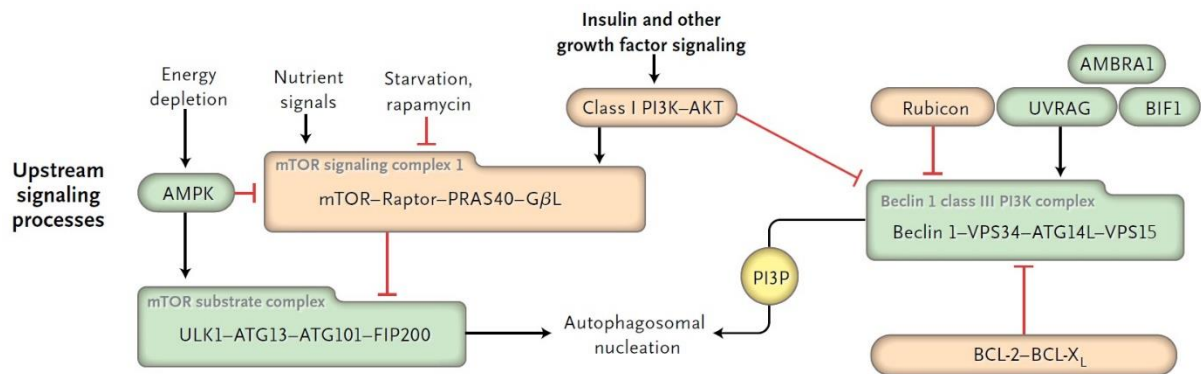 Insulin and other
growth factor signaling
Energy
depletion
Nutrient
signals
Starvation,
rapamycin
Class I PI3K–AKT
Rubicon
UVRAG
AMBRA1
BIF1
Upstream
signaling
processes
AMPK
mTOR signaling complex 1
mTOR–Raptor–PRAS40–GβL
Beclin 1 class III PI3K complex
Beclin 1–VPS34–ATG14L–VPS15
PI3P
mTOR substrate complex
ULK1–ATG13–ATG101–FIP200
Autophagosomal
nucleation
BCL-2–BCL-X_L